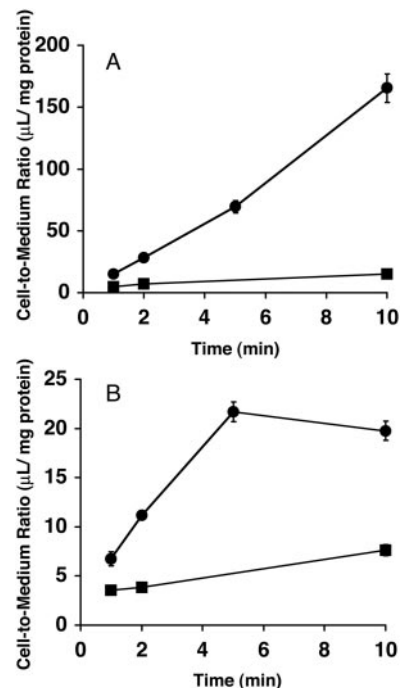 A
Cell-to-Medium Ratio (μL/ mg protein)
200
150
100
50
0
0 2 4 6 8 10
Time (min)
B
Cell-to-Medium Ratio (μL/ mg protein)
25
20
15
10
5
0
0 2 4 6 8 10
Time (min)